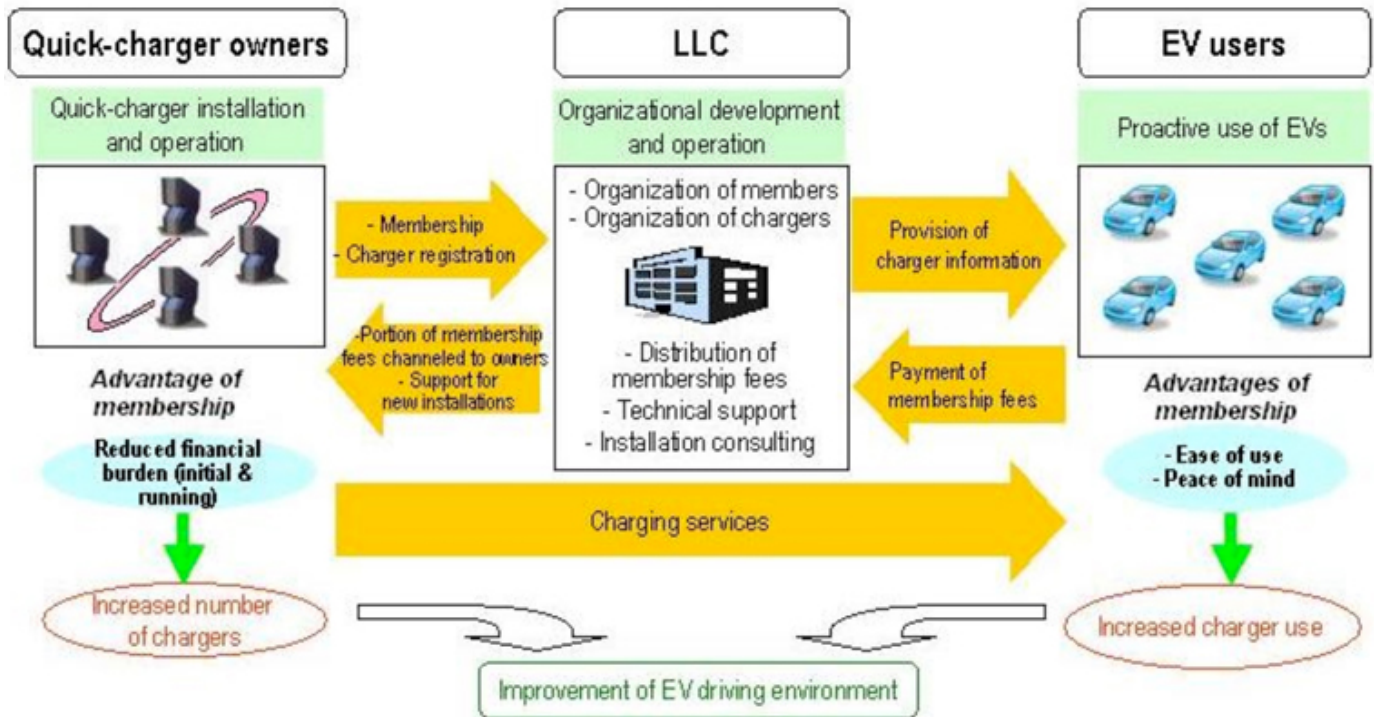 Quick-charger owners
LLC
EV users
Quick-charger installation
and operation
Organizational development
and operation
Proactive use of EVs
- Membership
- Charger registration
- Organization of members
- Organization of chargers
Provision of
charger information
-Portion of membership
fees channeled to owners
- Support for
new installations
- Distribution of
membership fees
- Technical support
- Installation consulting
Payment of
membership fees
Advantage of
membership
Advantages of
membership
Reduced financial
burden (initial &
running)
- Ease of use
- Peace of mind
Charging services
Increased number
of chargers
Increased charger use
Improvement of EV driving environment